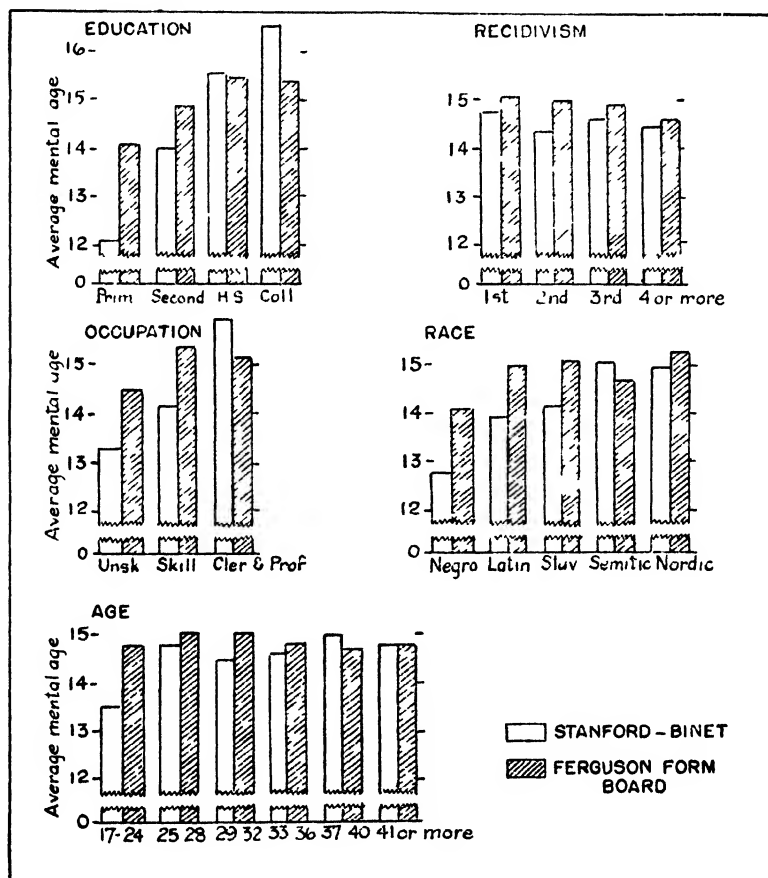 EDUCATION
Average mental age
16
15
14
13
12
0
Prim Second HS Coll
RECIDIVISM
15
14
13
12
0
1st 2nd 3rd 4 or more
OCCUPATION
Average mental age
15
14
13
12
0
Unsk Skill Cler & Prof
RACE
15
14
13
12
0
Negro Latin Slav Semitic Nordic
AGE
Average mental age
15
14
13
12
0
17-24 25 28 29 32 33 36 37 40 41 or more
STANFORD-BINET
FERGUSON FORM
BOARD